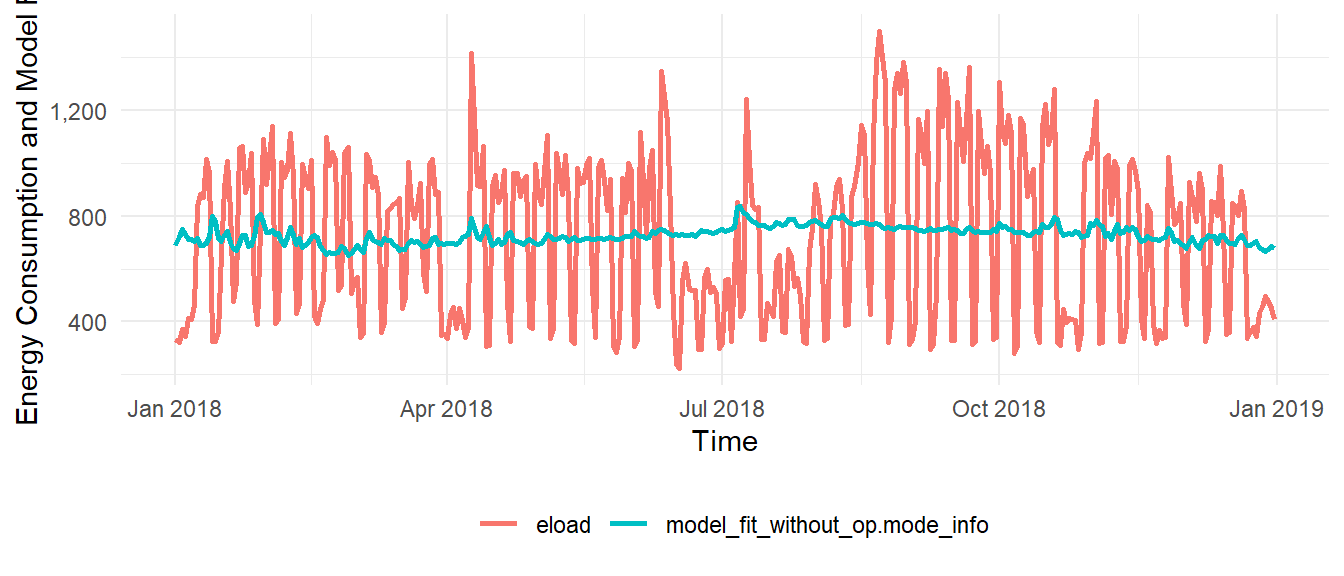 Energy Consumption and Model F
1,200
800
400
Jan 2018 Apr 2018 Jul 2018 Oct 2018 Jan 2019
Time
eload model_fit_without_op.mode_info